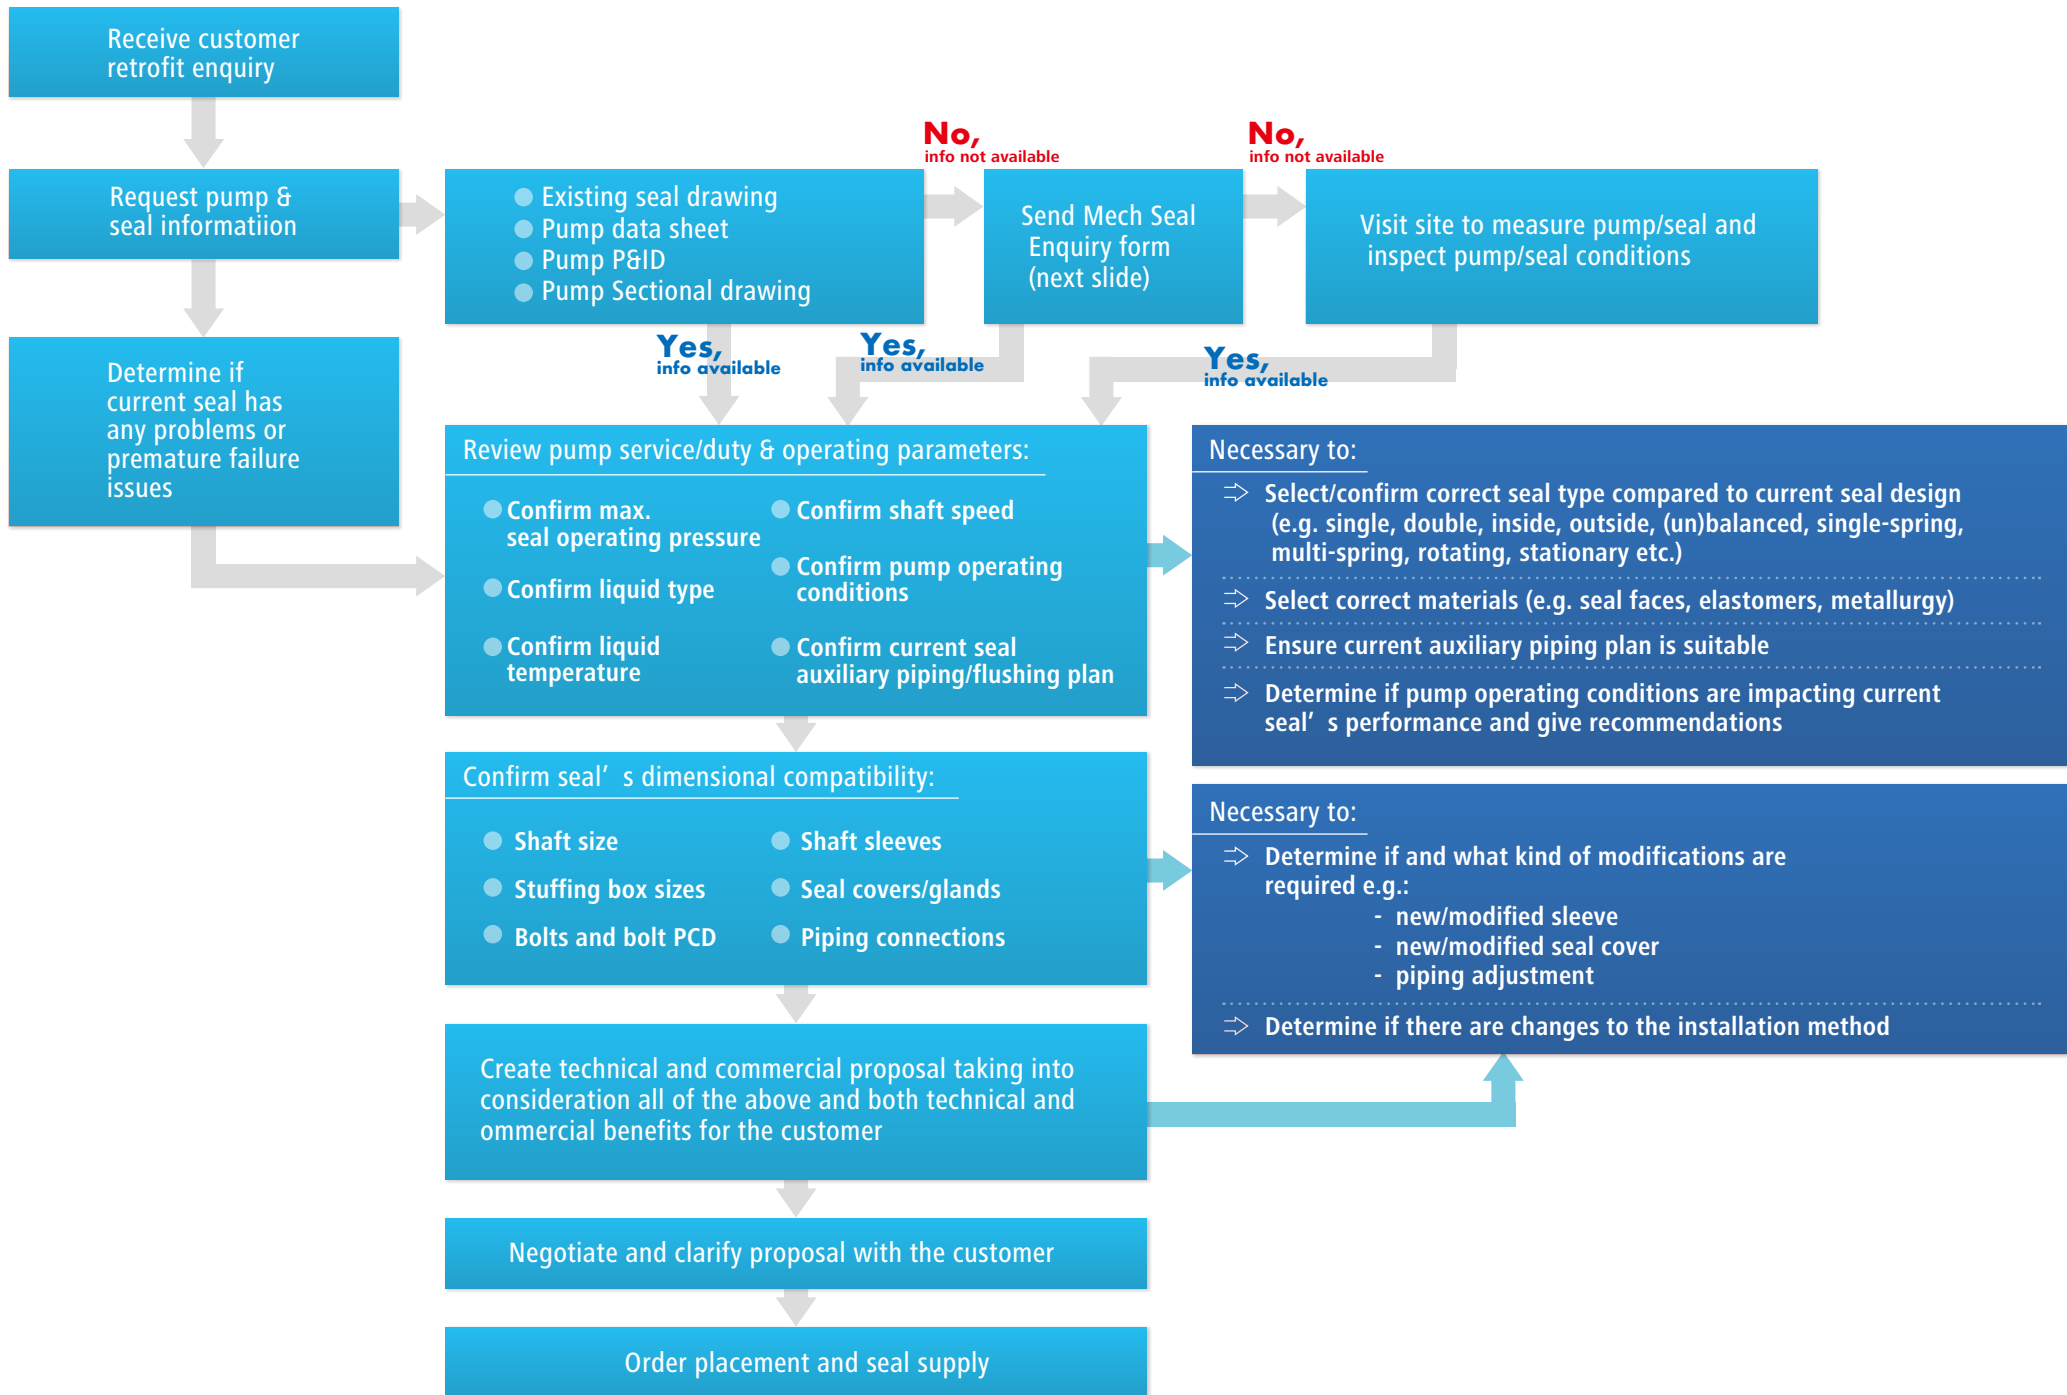 Receive customer
retrofit enquiry
Request pump &
seal informatiion
Existing seal drawing
Pump data sheet
Pump P&ID
Pump Sectional drawing
No,
info not available
Send Mech Seal
Enquiry form
(next slide)
No,
info not available
Visit site to measure pump/seal and
inspect pump/seal conditions
Yes,
info available
Yes,
info available
Yes,
info available
Determine if
current seal has
any problems or
premature failure
issues
Review pump service/duty & operating parameters:
Confirm max.
seal operating pressure
Confirm liquid type
Confirm liquid
temperature
Confirm shaft speed
Confirm pump operating
conditions
Confirm current seal
auxiliary piping/flushing plan
Necessary to:
⇒ Select/confirm correct seal type compared to current seal design
(e.g. single, double, inside, outside, (un)balanced, single-spring,
multi-spring, rotating, stationary etc.)
⇒ Select correct materials (e.g. seal faces, elastomers, metallurgy)
⇒ Ensure current auxiliary piping plan is suitable
⇒ Determine if pump operating conditions are impacting current
seal’ s performance and give recommendations
Confirm seal’ s dimensional compatibility:
Shaft size
Stuffing box sizes
Bolts and bolt PCD
Shaft sleeves
Seal covers/glands
Piping connections
Necessary to:
⇒ Determine if and what kind of modifications are
required e.g.:
- new/modified sleeve
- new/modified seal cover
- piping adjustment
⇒ Determine if there are changes to the installation method
Create technical and commercial proposal taking into
consideration all of the above and both technical and
ommercial benefits for the customer
Negotiate and clarify proposal with the customer
Order placement and seal supply